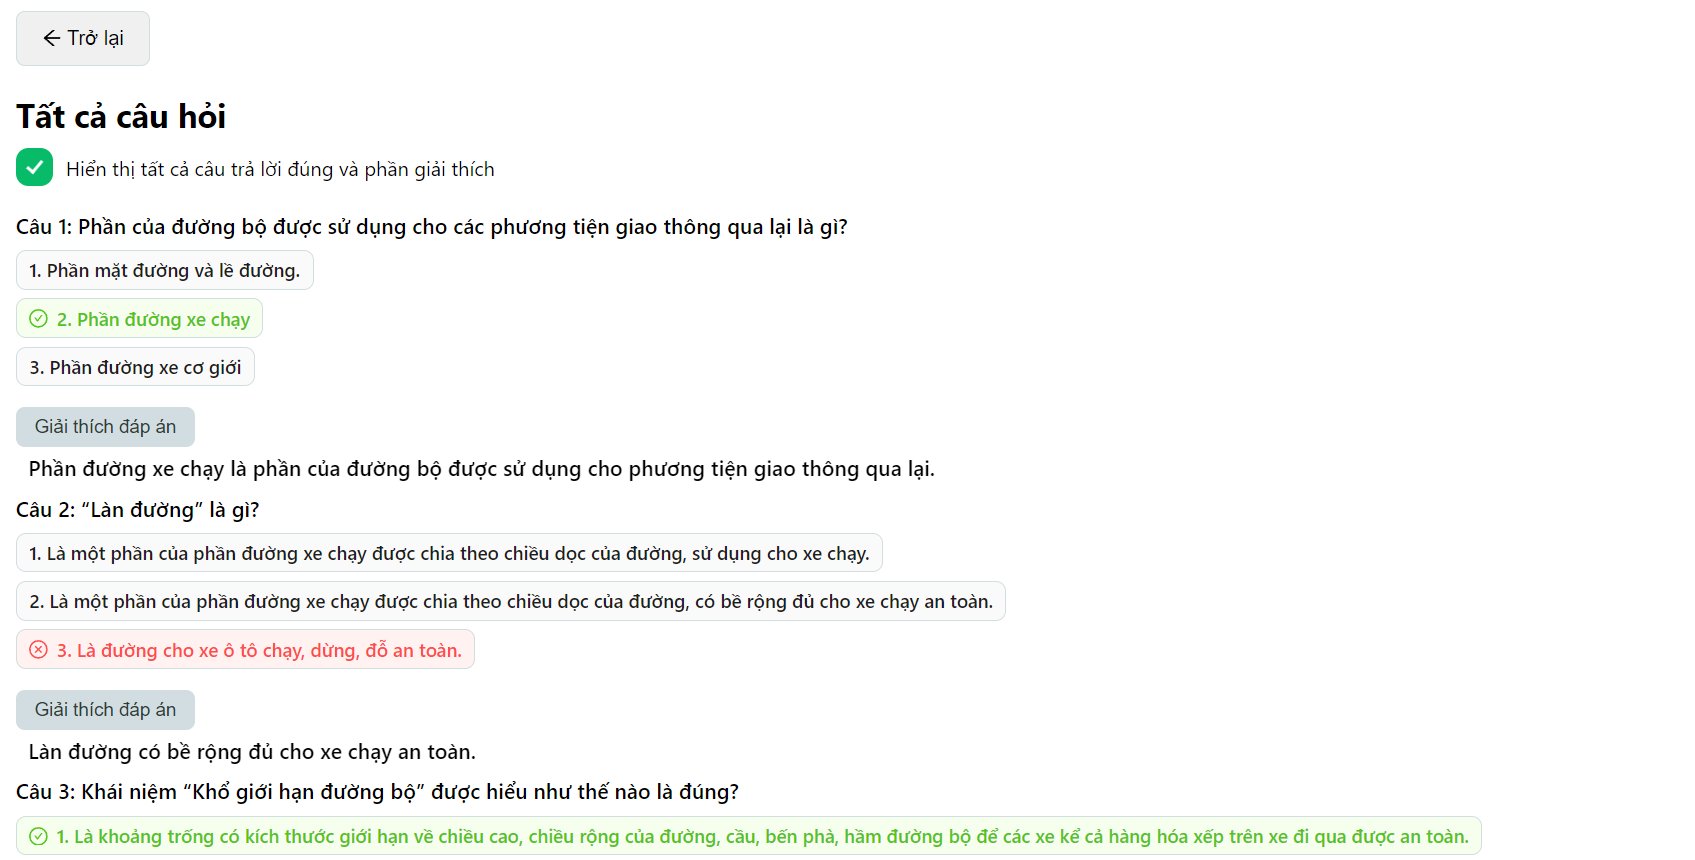 ← Trở lại
Tất cả câu hỏi
Hiển thị tất cả câu trả lời đúng và phần giải thích
Câu 1: Phần của đường bộ được sử dụng cho các phương tiện giao thông qua lại là gì?
1. Phần mặt đường và lề đường.
2. Phần đường xe chạy
3. Phần đường xe cơ giới
Giải thích đáp án
Phần đường xe chạy là phần của đường bộ được sử dụng cho phương tiện giao thông qua lại.
Câu 2: “Làn đường” là gì?
1. Là một phần của phần đường xe chạy được chia theo chiều dọc của đường, sử dụng cho xe chạy.
2. Là một phần của phần đường xe chạy được chia theo chiều dọc của đường, có bề rộng đủ cho xe chạy an toàn.
3. Là đường cho xe ô tô chạy, dừng, đỗ an toàn.
Giải thích đáp án
Làn đường có bề rộng đủ cho xe chạy an toàn.
Câu 3: Khái niệm “Khổ giới hạn đường bộ” được hiểu như thế nào là đúng?
1. Là khoảng trống có kích thước giới hạn về chiều cao, chiều rộng của đường, cầu, bến phà, hầm đường bộ để các xe kể cả hàng hóa xếp trên xe đi qua được an toàn.